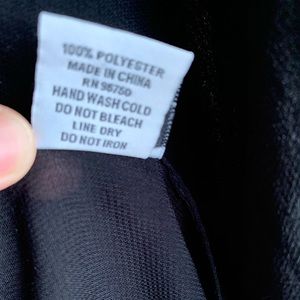 100% POLYESTER
MADE IN CHINA
RN 96750
HAND WASH COLD
DO NOT BLEACH
LINE DRY
DO NOT IRON